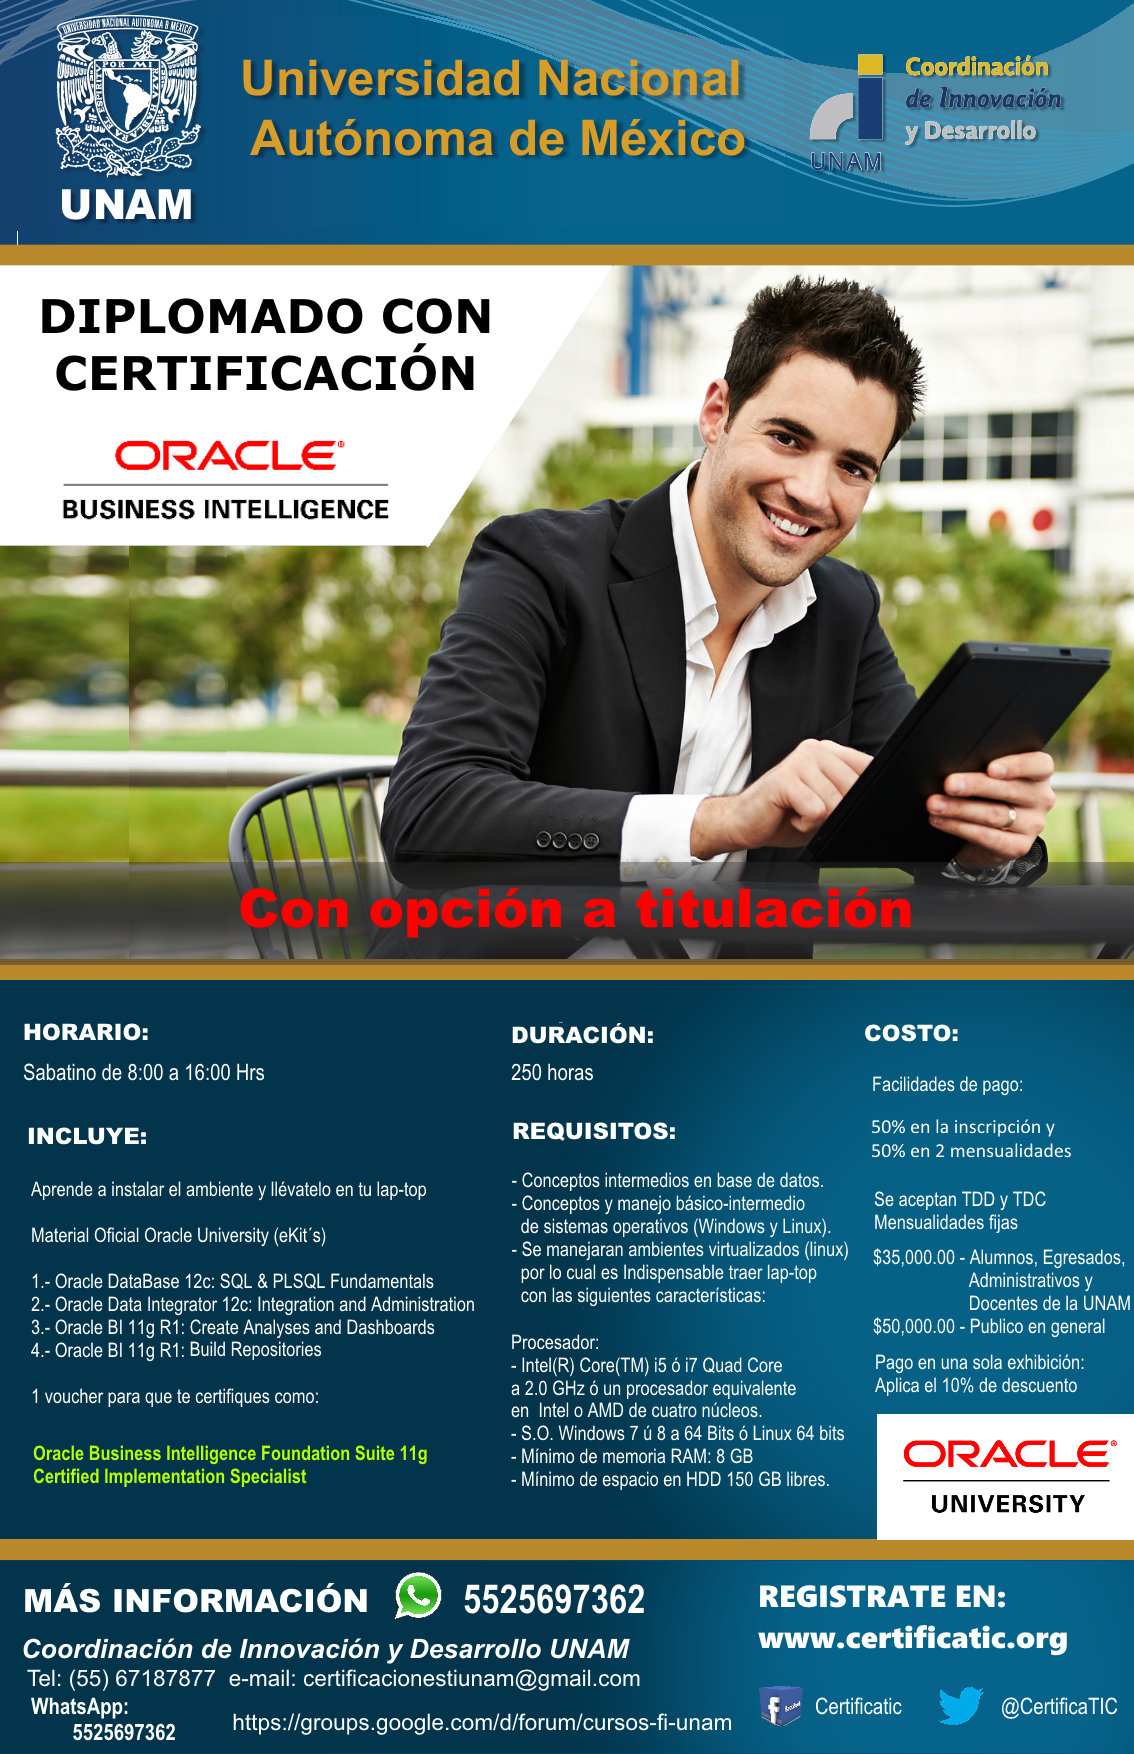 UNIVERSIDAD NACIONAL AUTONOMA D MEXICO
POR MI
UNAM
Universidad Nacional
Autónoma de México
UNAM
Coordinación
de Innovación
y Desarrollo
DIPLOMADO CON
CERTIFICACIÓN
ORACLE®
BUSINESS INTELLIGENCE
Con opción a titulación
HORARIO:
Sabatino de 8:00 a 16:00 Hrs
INCLUYE:
Aprende a instalar el ambiente y llévatelo en tu lap-top
Material Oficial Oracle University (eKit´s)
1.- Oracle DataBase 12c: SQL & PLSQL Fundamentals
2.- Oracle Data Integrator 12c: Integration and Administration
3.- Oracle BI 11g R1: Create Analyses and Dashboards
4.- Oracle BI 11g R1: Build Repositories
1 voucher para que te certifiques como:
Oracle Business Intelligence Foundation Suite 11g
Certified Implementation Specialist
DURACIÓN:
250 horas
REQUISITOS:
- Conceptos intermedios en base de datos.
- Conceptos y manejo básico-intermedio
de sistemas operativos (Windows y Linux).
- Se manejaran ambientes virtualizados (linux)
por lo cual es Indispensable traer lap-top
con las siguientes características:
Procesador:
- Intel(R) Core(TM) i5 ó i7 Quad Core
a 2.0 GHz ó un procesador equivalente
en Intel o AMD de cuatro núcleos.
- S.O. Windows 7 ú 8 a 64 Bits ó Linux 64 bits
- Mínimo de memoria RAM: 8 GB
- Mínimo de espacio en HDD 150 GB libres.
COSTO:
Facilidades de pago:
50% en la inscripción y
50% en 2 mensualidades
Se aceptan TDD y TDC
Mensualidades fijas
$35,000.00 - Alumnos, Egresados,
Administrativos y
Docentes de la UNAM
$50,000.00 - Publico en general
Pago en una sola exhibición:
Aplica el 10% de descuento
ORACLE®
UNIVERSITY
MÁS INFORMACIÓN 5525697362
Coordinación de Innovación y Desarrollo UNAM
Tel: (55) 67187877 e-mail: certificacionestiunam@gmail.com
WhatsApp:
5525697362
https://groups.google.com/d/forum/cursos-fi-unam
REGISTRATE EN:
www.certificatic.org
Certificatic
@CertificaTIC